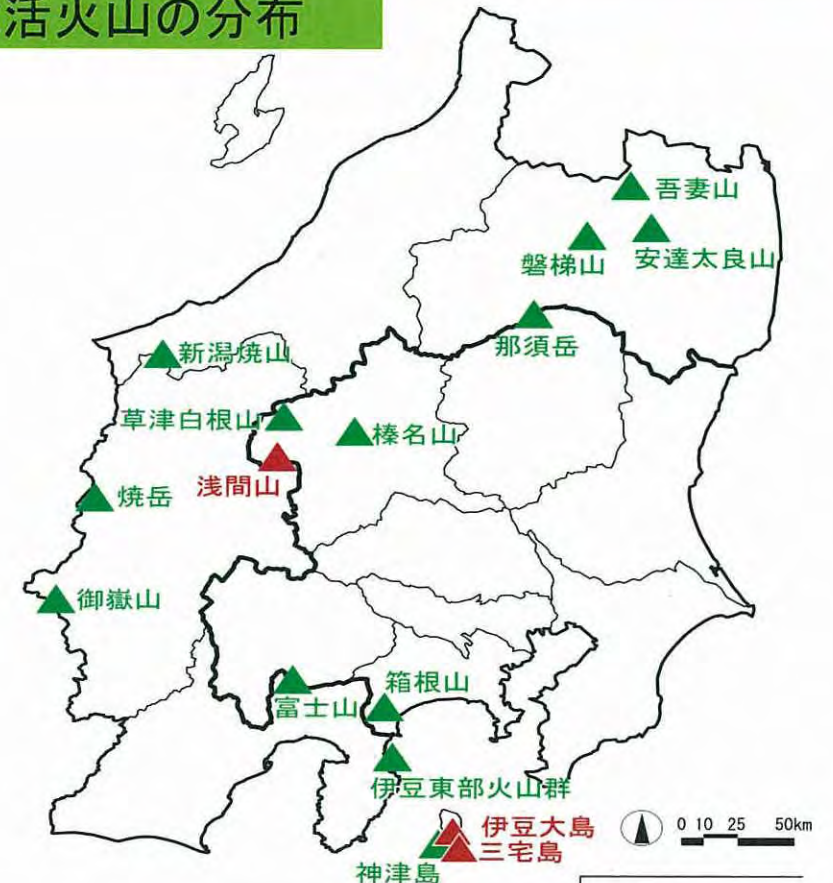 活火山の分布
吾妻山
磐梯山
安達太良山
那須岳
新潟焼山
草津白根山
榛名山
浅間山
焼岳
御嶽山
富士山
箱根山
伊豆東部火山群
伊豆大島
三宅島
神津島
0 10 25 50km